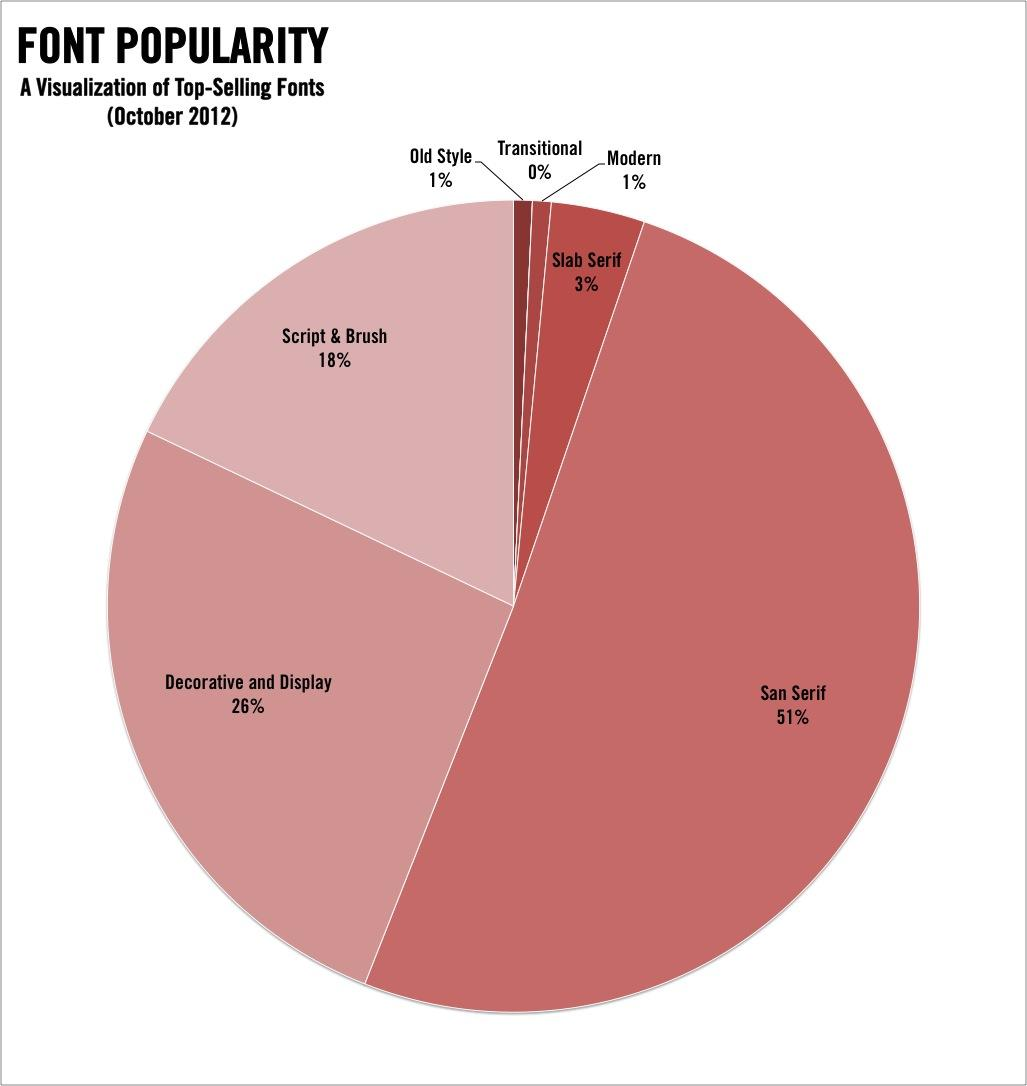 FONT POPULARITY
A Visualization of Top-Selling Fonts
(October 2012)
Old Style
1%
Transitional
0%
Modern
1%
Slab Serif
3%
Script & Brush
18%
Decorative and Display
26%
San Serif
51%